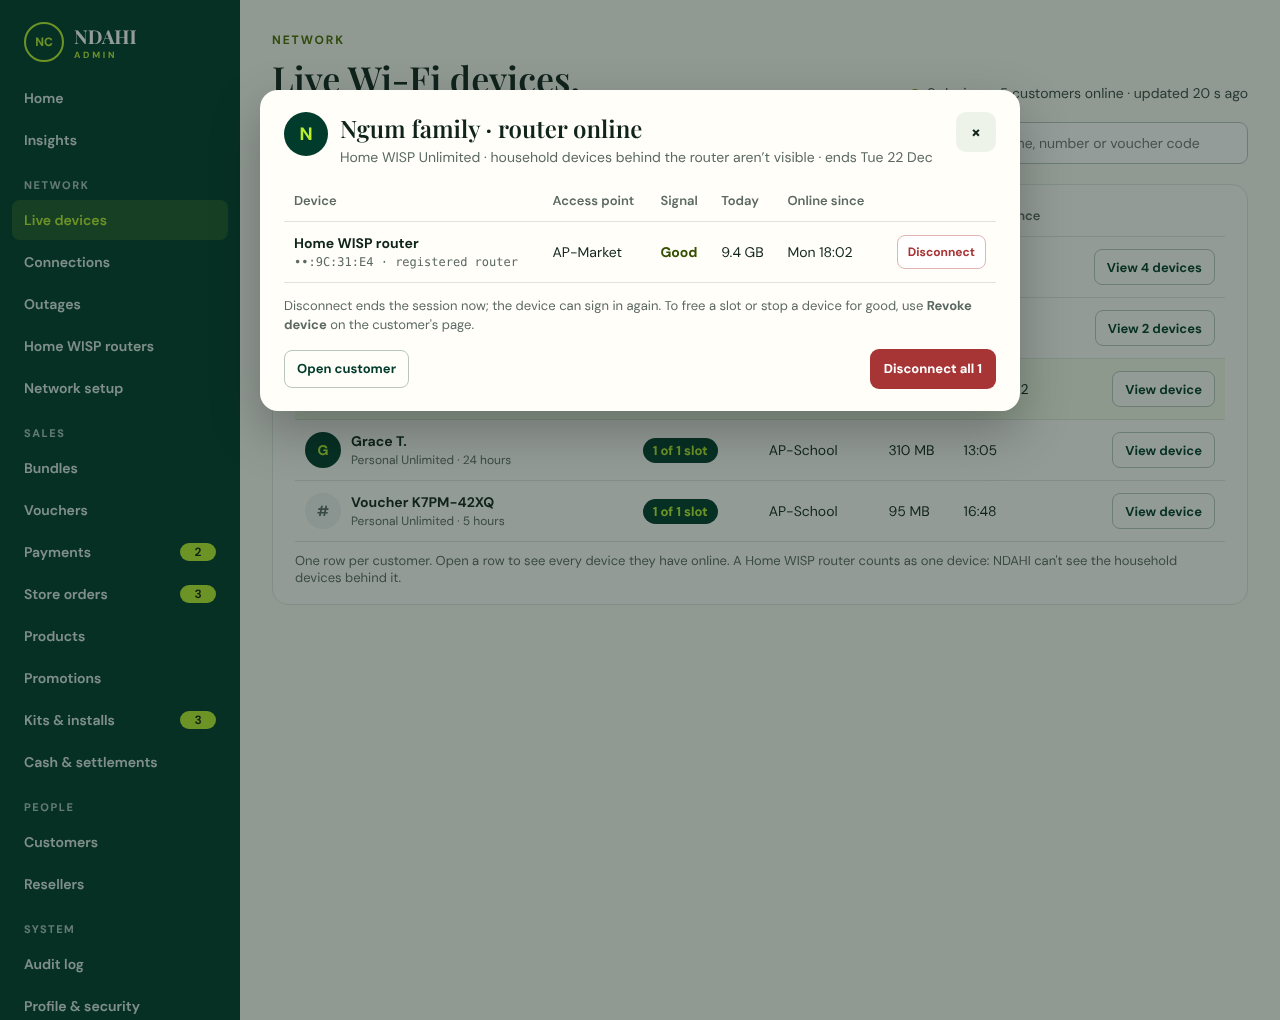 NC
NDAHI
ADMIN
Home
Insights
NETWORK
Live devices
Connections
Outages
Home WISP routers
Network setup
SALES
Bundles
Vouchers
Payments 2
Store orders 3
Products
Promotions
Kits & installs 3
Cash & settlements
PEOPLE
Customers
Resellers
SYSTEM
Audit log
Profile & security
NETWORK
Live Wi-Fi devices.
customers online · updated 20 s ago
number or voucher code
N
Ngum family · router online
×
Home WISP Unlimited · household devices behind the router aren’t visible · ends Tue 22 Dec
Device Access point Signal Today Online since
Home WISP router
••:9C:31:E4 · registered router
AP-Market Good 9.4 GB Mon 18:02 Disconnect
Disconnect ends the session now; the device can sign in again. To free a slot or stop a device for good, use Revoke
device on the customer's page.
Open customer Disconnect all 1
View 4 devices
View 2 devices
View device
G
Grace T.
Personal Unlimited · 24 hours
1 of 1 slot AP-School 310 MB 13:05 View device
#
Voucher K7PM-42XQ
Personal Unlimited · 5 hours
1 of 1 slot AP-School 95 MB 16:48 View device
One row per customer. Open a row to see every device they have online. A Home WISP router counts as one device: NDAHI can't see the household
devices behind it.